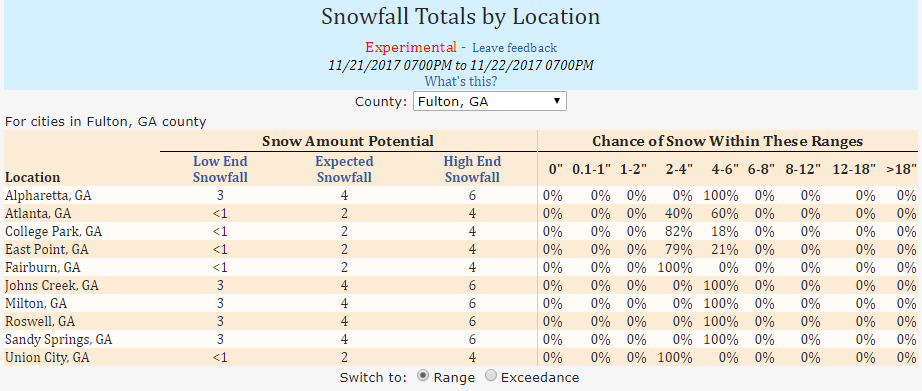 Snowfall Totals by Location
Experimental - Leave feedback
11/21/2017 0700PM to 11/22/2017 0700PM
What's this?
County: Fulton, GA
For cities in Fulton, GA county
Snow Amount Potential Chance of Snow Within These Ranges
Location Low End Snowfall Expected Snowfall High End Snowfall 0" 0.1-1" 1-2" 2-4" 4-6" 6-8" 8-12" 12-18" >18"
Alpharetta, GA 3 4 6 0% 0% 0% 0% 100% 0% 0% 0% 0%
Atlanta, GA <1 2 4 0% 0% 0% 40% 60% 0% 0% 0% 0%
College Park, GA <1 2 4 0% 0% 0% 82% 18% 0% 0% 0% 0%
East Point, GA <1 2 4 0% 0% 0% 79% 21% 0% 0% 0% 0%
Fairburn, GA <1 2 4 0% 0% 0% 100% 0% 0% 0% 0% 0%
Johns Creek, GA 3 4 6 0% 0% 0% 0% 100% 0% 0% 0% 0%
Milton, GA 3 4 6 0% 0% 0% 0% 100% 0% 0% 0% 0%
Roswell, GA 3 4 6 0% 0% 0% 0% 100% 0% 0% 0% 0%
Sandy Springs, GA 3 4 6 0% 0% 0% 0% 100% 0% 0% 0% 0%
Union City, GA <1 2 4 0% 0% 0% 100% 0% 0% 0% 0% 0%
Switch to: Range Exceedance